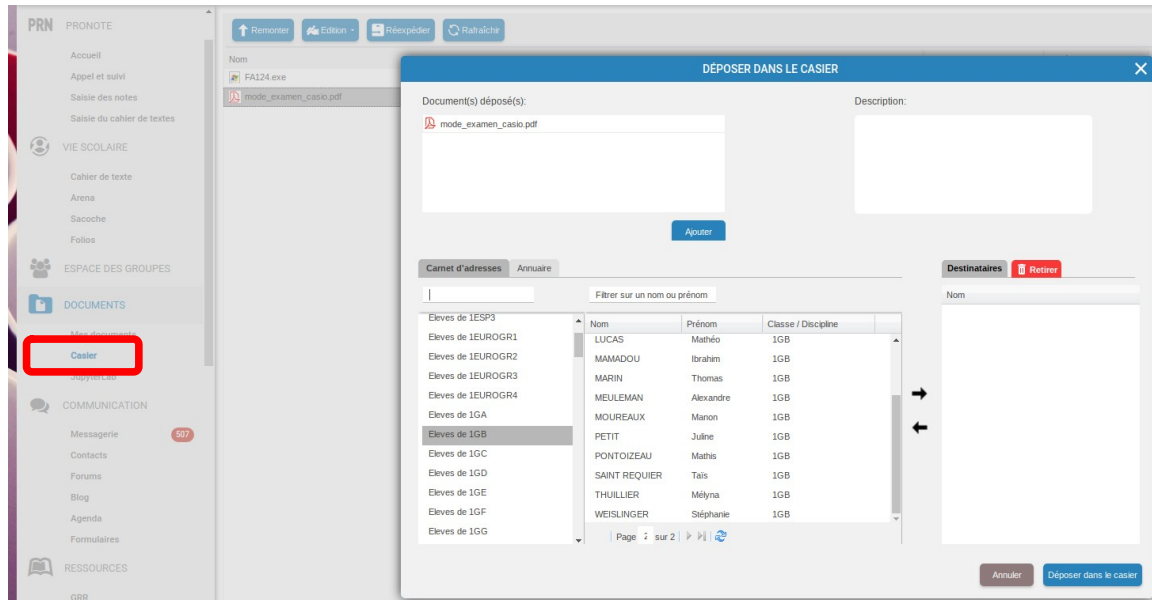 PRN PRONOTE
Accueil
Appel et suivi
Saisie des notes
Saisie du cahier de textes
VIE SCOLAIRE
Cahier de texte
Arena
Sacoche
Folios
ESPACE DES GROUPES
DOCUMENTS
Mes documents
Casier
JupyterLab
COMMUNICATION
Messagerie 507
Contacts
Forums
Blog
Agenda
Formulaires
RESSOURCES
GRR
Remonter Edition Réexpédier Rafraîchir
Nom
FA124.exe
mode_examen_casio.pdf
DÉPOSER DANS LE CASIER
Document(s) déposé(s): Description:
mode_examen_casio.pdf
Ajouter
Carnet d'adresses Annuaire
Filtrer sur un nom ou prénom
Eleves de 1ESP3
Eleves de 1EUROGR1
Eleves de 1EUROGR2
Eleves de 1EUROGR3
Eleves de 1EUROGR4
Eleves de 1GA
Eleves de 1GB
Eleves de 1GC
Eleves de 1GD
Eleves de 1GE
Eleves de 1GF
Eleves de 1GG
Nom Prénom Classe / Discipline
LUCAS Mathéo 1GB
MAMADOU Ibrahim 1GB
MARIN Thomas 1GB
MEULEMAN Alexandre 1GB
MOUREAUX Manon 1GB
PETIT Juline 1GB
PONTOIZEAU Mathis 1GB
SAINT REQUIER Taïs 1GB
THUILLIER Mélyna 1GB
WEISLINGER Stéphanie 1GB
Page 2 sur 2
Destinataires Retirer
Nom
Annuler Déposer dans le casier